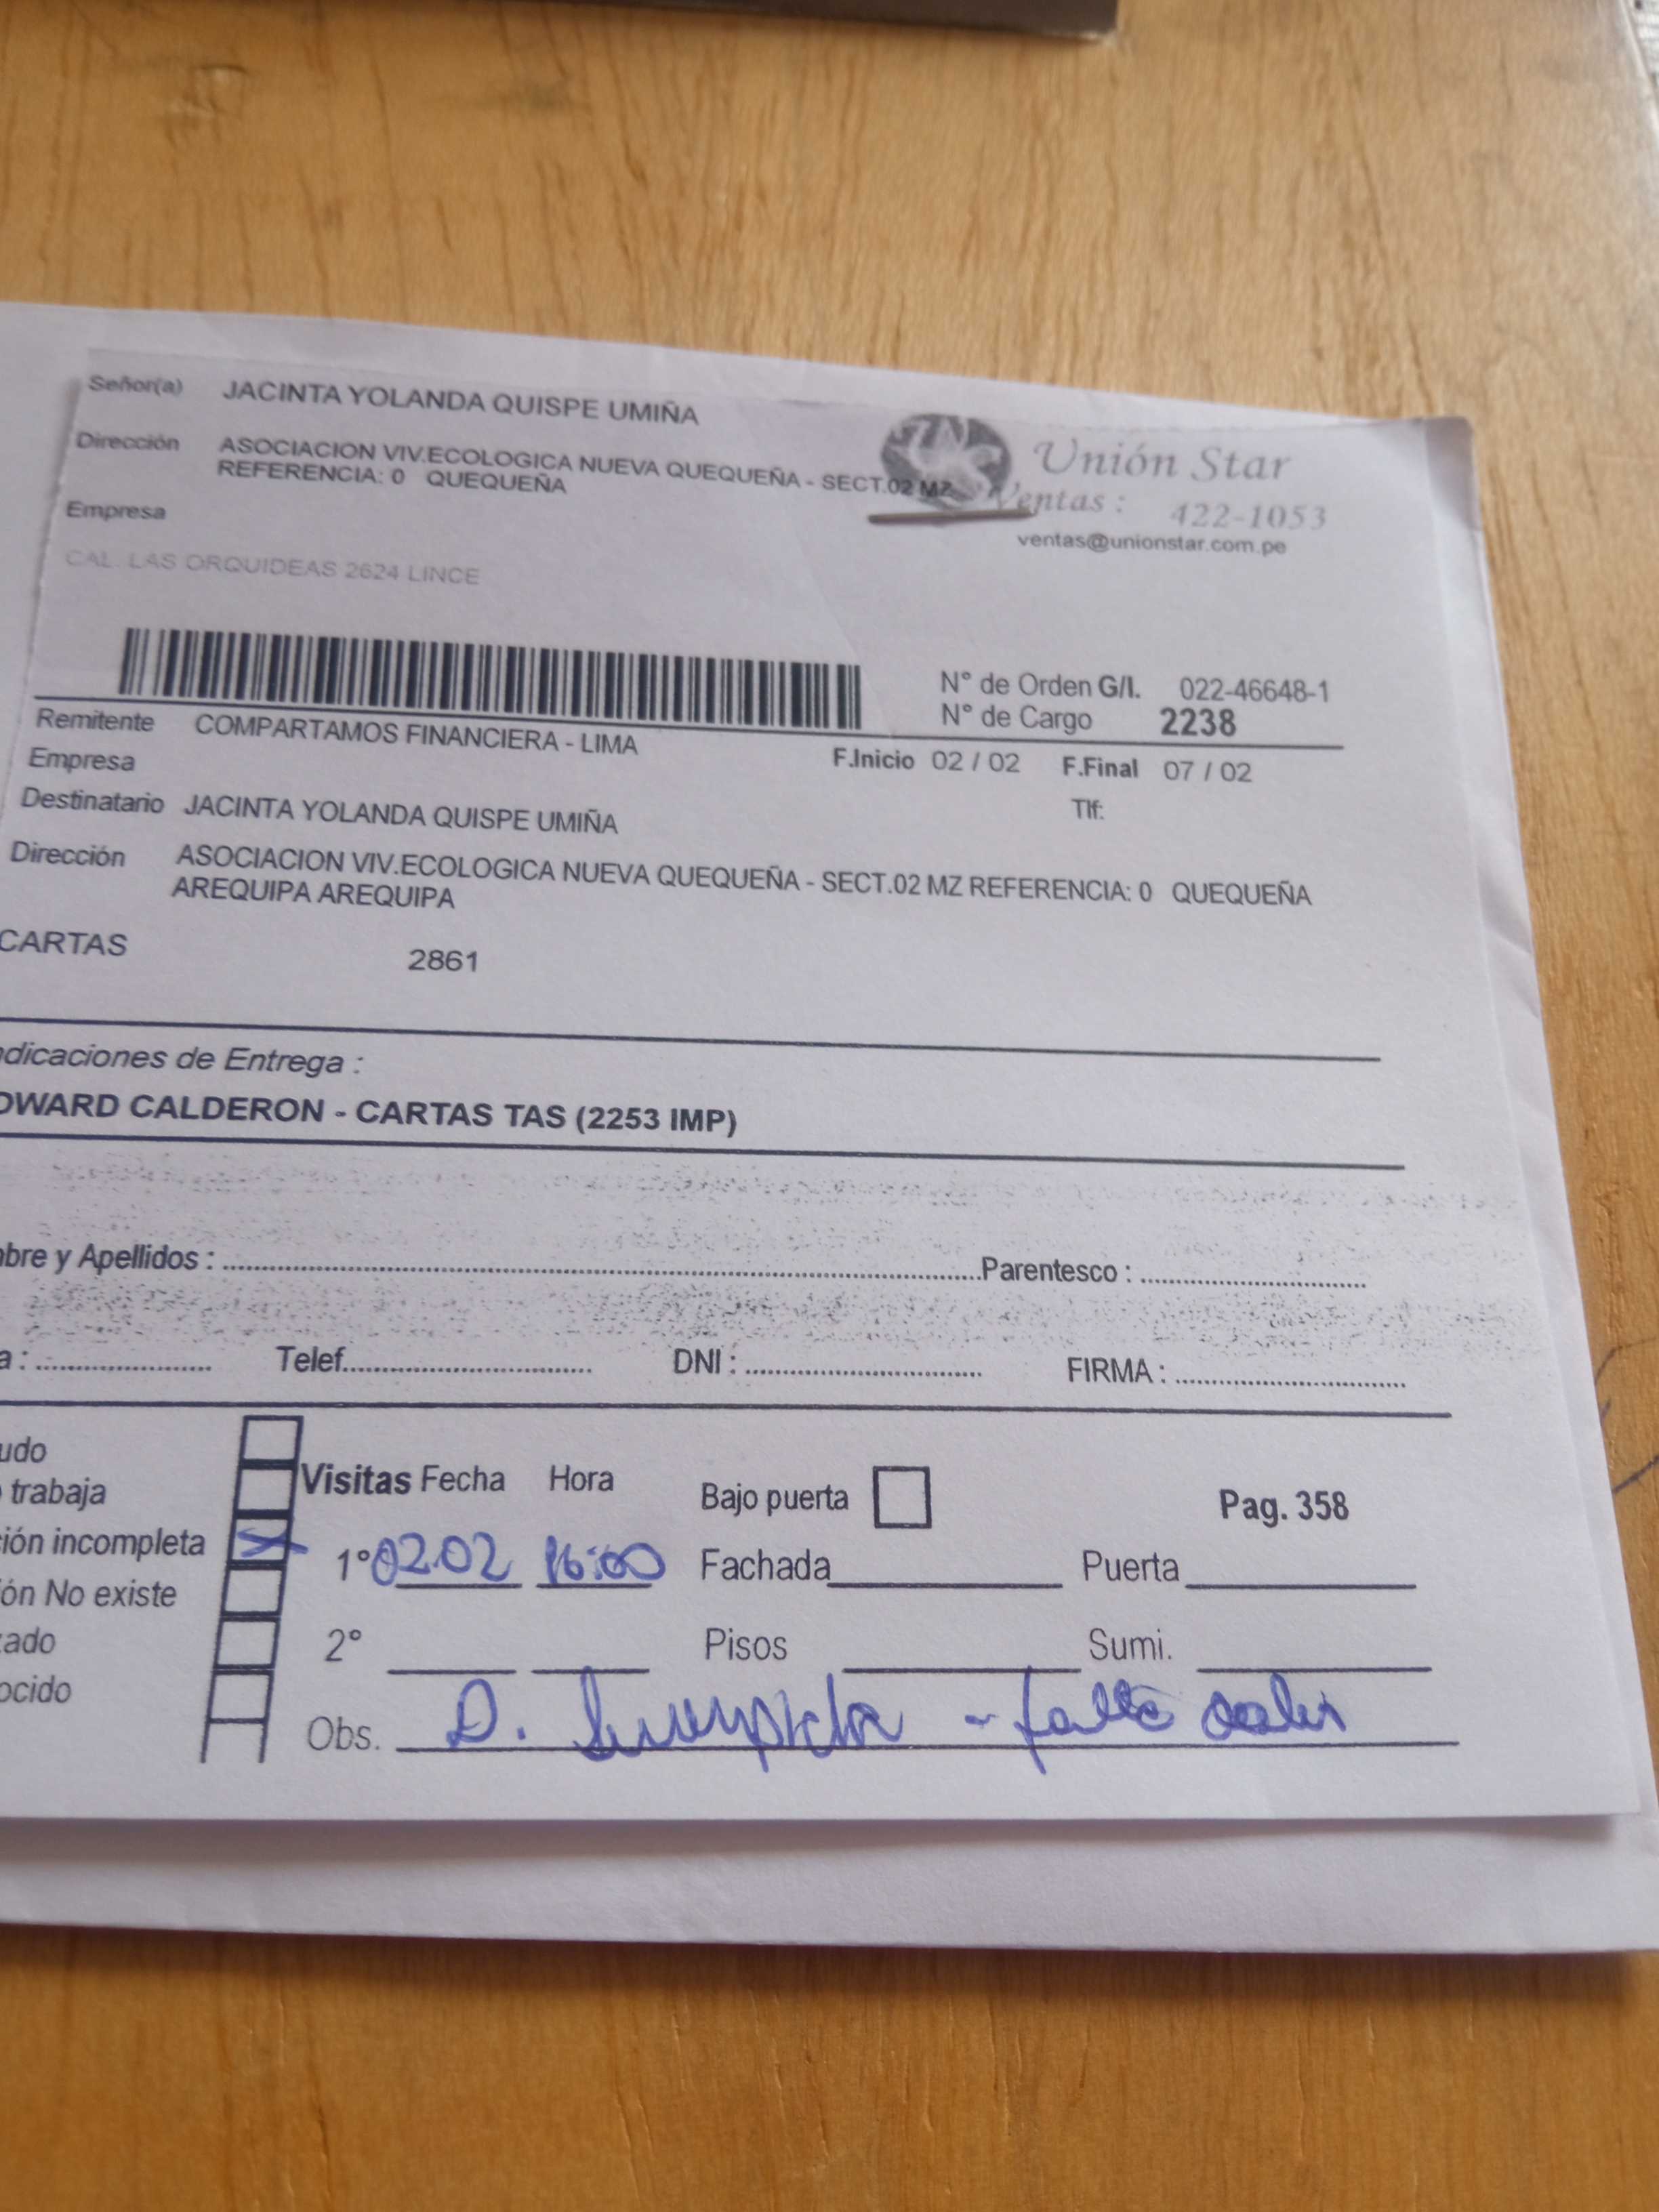 Señor(a) JACINTA YOLANDA QUISPE UMIÑA
Dirección ASOCIACION VIV.ECOLOGICA NUEVA QUEQUEÑA - SECT.02 MZ
REFERENCIA: 0 QUEQUEÑA
Empresa
CAL. LAS ORQUIDEAS 2624 LINCE
Unión Star
Ventas : 422-1053
ventas@unionstar.com.pe
N° de Orden G/I. 022-46648-1
N° de Cargo 2238
Remitente COMPARTAMOS FINANCIERA - LIMA
Empresa F.Inicio 02 / 02 F.Final 07 / 02
Destinatario JACINTA YOLANDA QUISPE UMIÑA Tlf:
Dirección ASOCIACION VIV.ECOLOGICA NUEVA QUEQUEÑA - SECT.02 MZ REFERENCIA: 0 QUEQUEÑA
AREQUIPA AREQUIPA
CARTAS 2861
ndicaciones de Entrega :
DWARD CALDERON - CARTAS TAS (2253 IMP)
bre y Apellidos : Parentesco :
a : Telef. DNI : FIRMA :
udo
trabaja Visitas Fecha Hora Bajo puerta Pag. 358
ción incompleta 1° 02.02 16:00 Fachada Puerta
ón No existe
zado 2° Pisos Sumi.
ocido
Obs. D. - falta